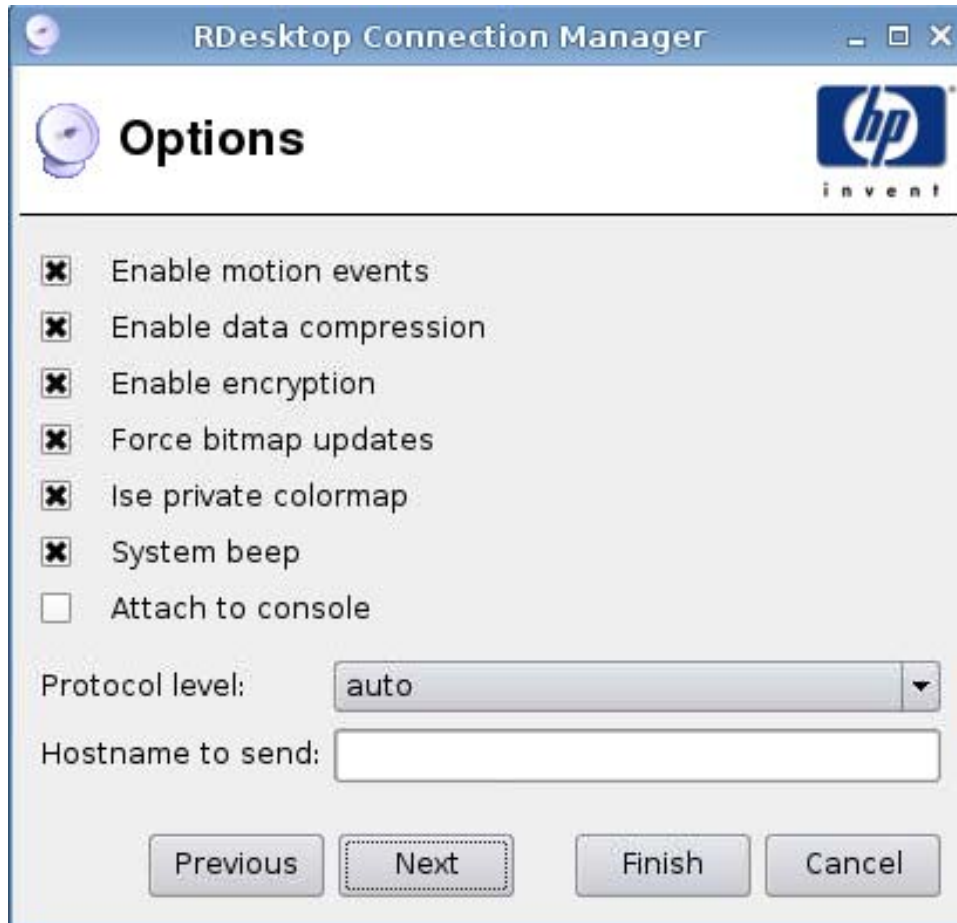 RDesktop Connection Manager
Options
hp
invent
Enable motion events
Enable data compression
Enable encryption
Force bitmap updates
Ise private colormap
System beep
Attach to console
Protocol level: auto
Hostname to send:
Previous Next Finish Cancel